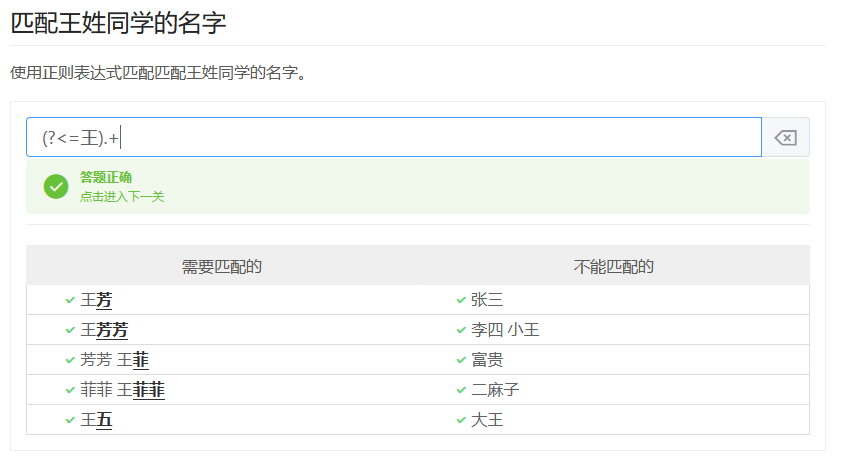 匹配王姓同学的名字
使用正则表达式匹配匹配王姓同学的名字。
(?<=王).+
答题正确
点击进入下一关
需要匹配的 不能匹配的
王芳 张三
王芳芳 李四 小王
芳芳 王菲 富贵
菲菲 王菲菲 二麻子
王五 大王